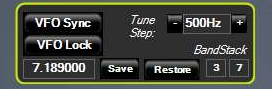 VFO Sync
Tune Step:
- 500Hz +
VFO Lock
BandStack
7.189000 Save Restore 3 7